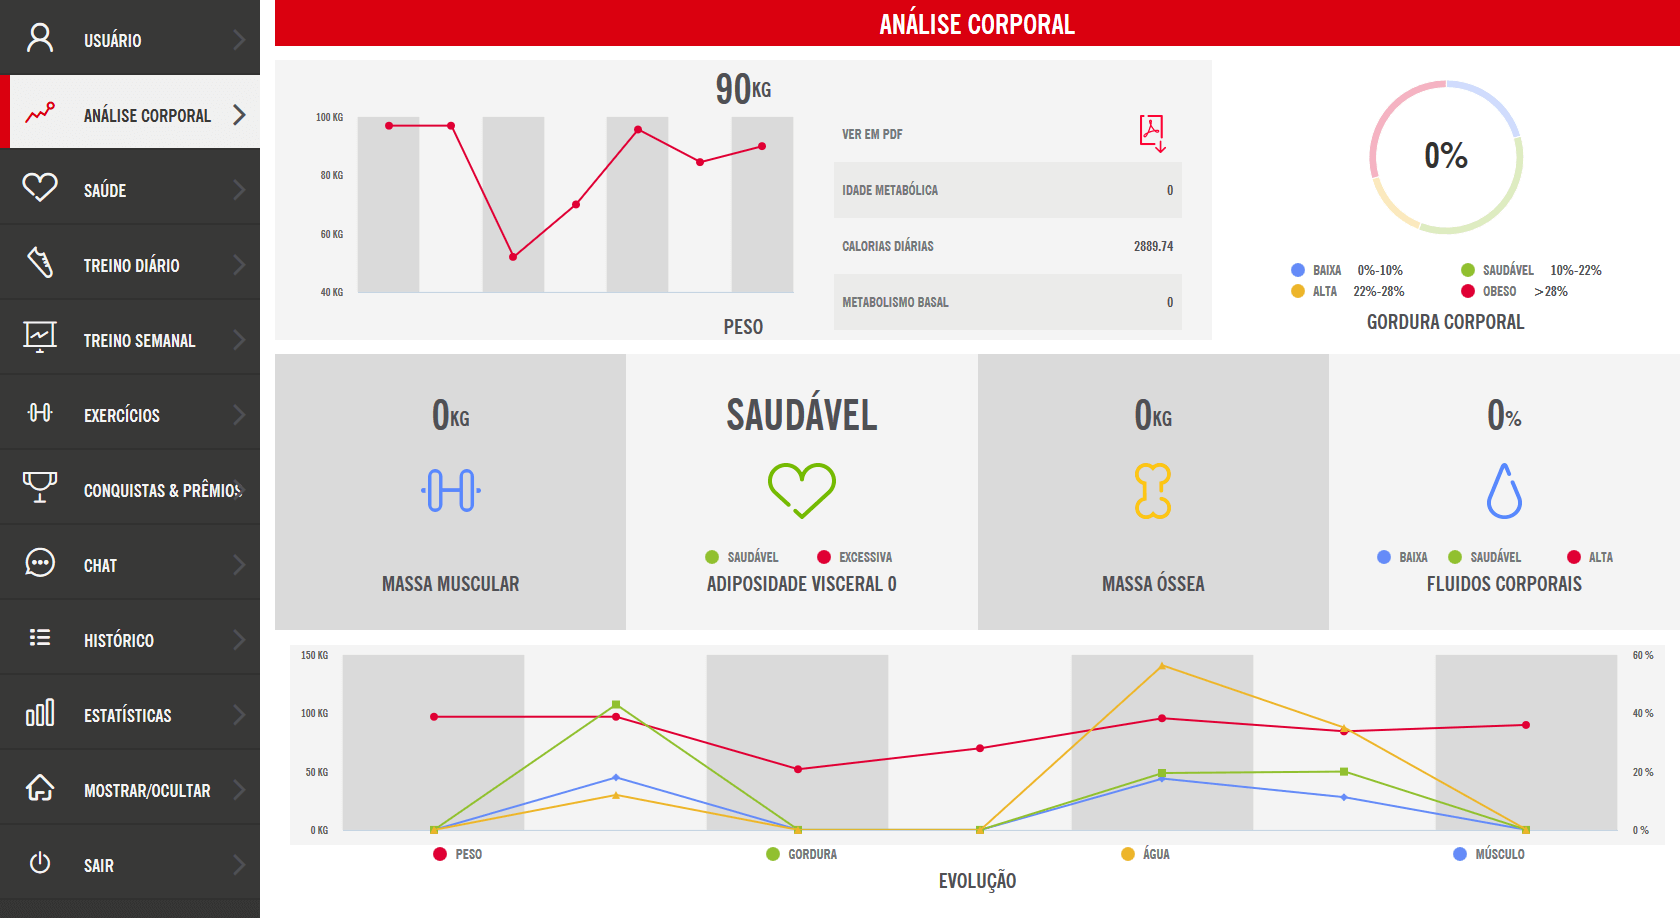 USUÁRIO
ANÁLISE CORPORAL
SAÚDE
TREINO DIÁRIO
TREINO SEMANAL
EXERCÍCIOS
CONQUISTAS & PRÊMIOS
CHAT
HISTÓRICO
ESTATÍSTICAS
MOSTRAR/OCULTAR
SAIR
ANÁLISE CORPORAL
90KG
100 KG
80 KG
60 KG
40 KG
PESO
VER EM PDF
IDADE METABÓLICA 0
CALORIAS DIÁRIAS 2889.74
METABOLISMO BASAL 0
0%
BAIXA 0%-10% SAUDÁVEL 10%-22%
ALTA 22%-28% OBESO >28%
GORDURA CORPORAL
0KG
MASSA MUSCULAR
SAUDÁVEL
SAUDÁVEL EXCESSIVA
ADIPOSIDADE VISCERAL 0
0KG
MASSA ÓSSEA
0%
BAIXA SAUDÁVEL ALTA
FLUIDOS CORPORAIS
150 KG 60 %
100 KG 40 %
50 KG 20 %
0 KG 0 %
PESO GORDURA ÁGUA MÚSCULO
EVOLUÇÃO